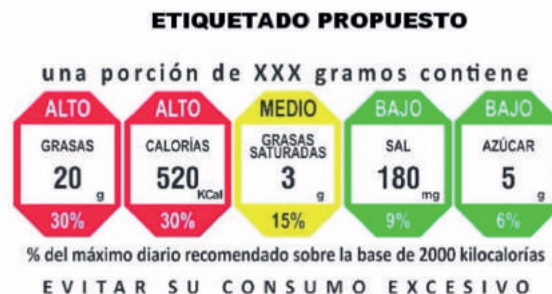 ETIQUETADO PROPUESTO
una porción de XXX gramos contiene
ALTO ALTO MEDIO BAJO BAJO
GRASAS CALORÍAS GRASAS SATURADAS SAL AZÚCAR
20 g 520 KCal 3 g 180 mg 5 g
30% 30% 15% 9% 6%
% del máximo diario recomendado sobre la base de 2000 kilocalorías
EVITAR SU CONSUMO EXCESIVO